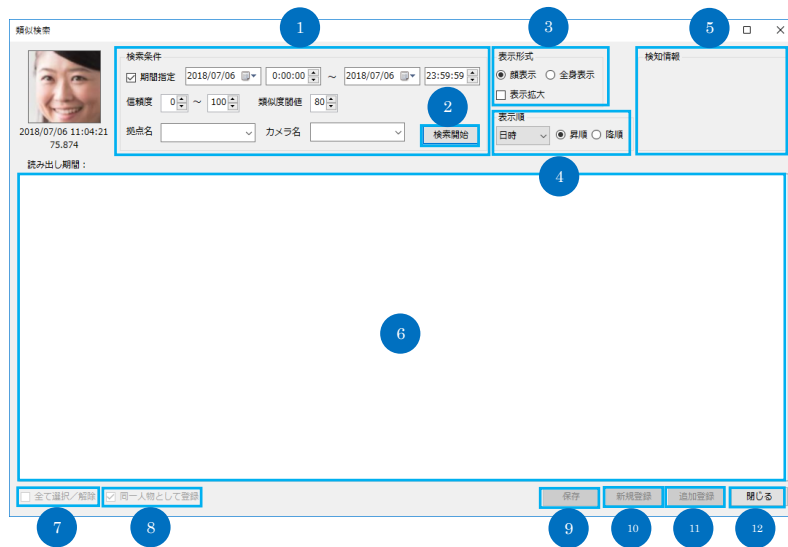 類似検索
1
3
5
2018/07/06 11:04:21
75.874
検索条件
期間指定 2018/07/06 0:00:00 ～ 2018/07/06 23:59:59
信頼度 0 ～ 100 類似度閾値 80
2
拠点名 カメラ名 検索開始
表示形式
顔表示 全身表示
表示拡大
表示順
日時 昇順 降順
4
検知情報
読み出し期間：
6
全て選択／解除 同一人物として登録 保存 新規登録 追加登録 閉じる
7 8 9 10 11 12